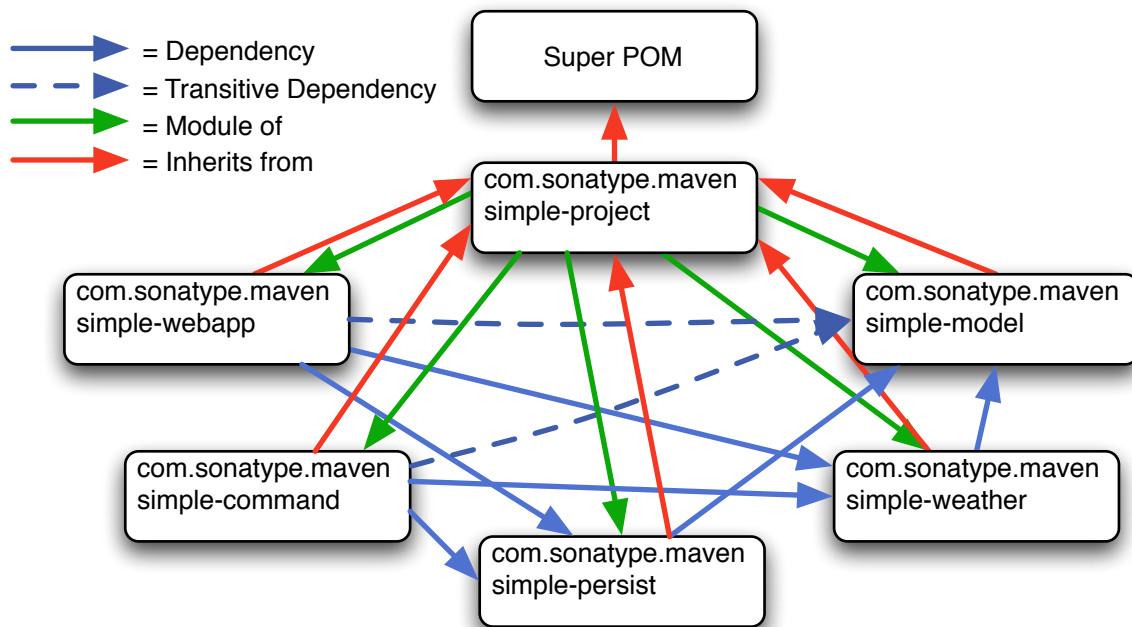 = Dependency
= Transitive Dependency
= Module of
= Inherits from
Super POM
com.sonatype.maven
simple-project
com.sonatype.maven
simple-webapp
com.sonatype.maven
simple-model
com.sonatype.maven
simple-command
com.sonatype.maven
simple-weather
com.sonatype.maven
simple-persist